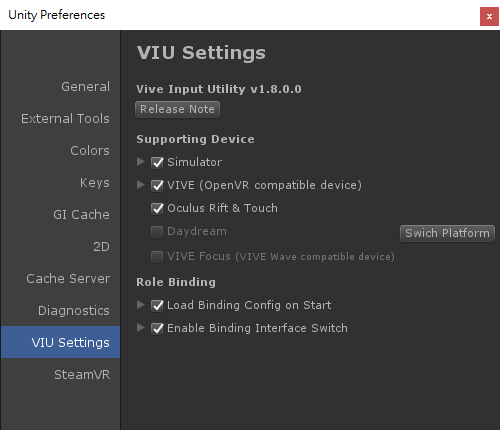 Unity Preferences
x
VIU Settings
Vive Input Utility v1.8.0.0
Release Note
General
External Tools
Colors
Keys
GI Cache
2D
Cache Server
Diagnostics
VIU Settings
SteamVR
Supporting Device
Simulator
VIVE (OpenVR compatible device)
Oculus Rift & Touch
Daydream
Swich Platform
VIVE Focus (VIVE Wave compatible device)
Role Binding
Load Binding Config on Start
Enable Binding Interface Switch